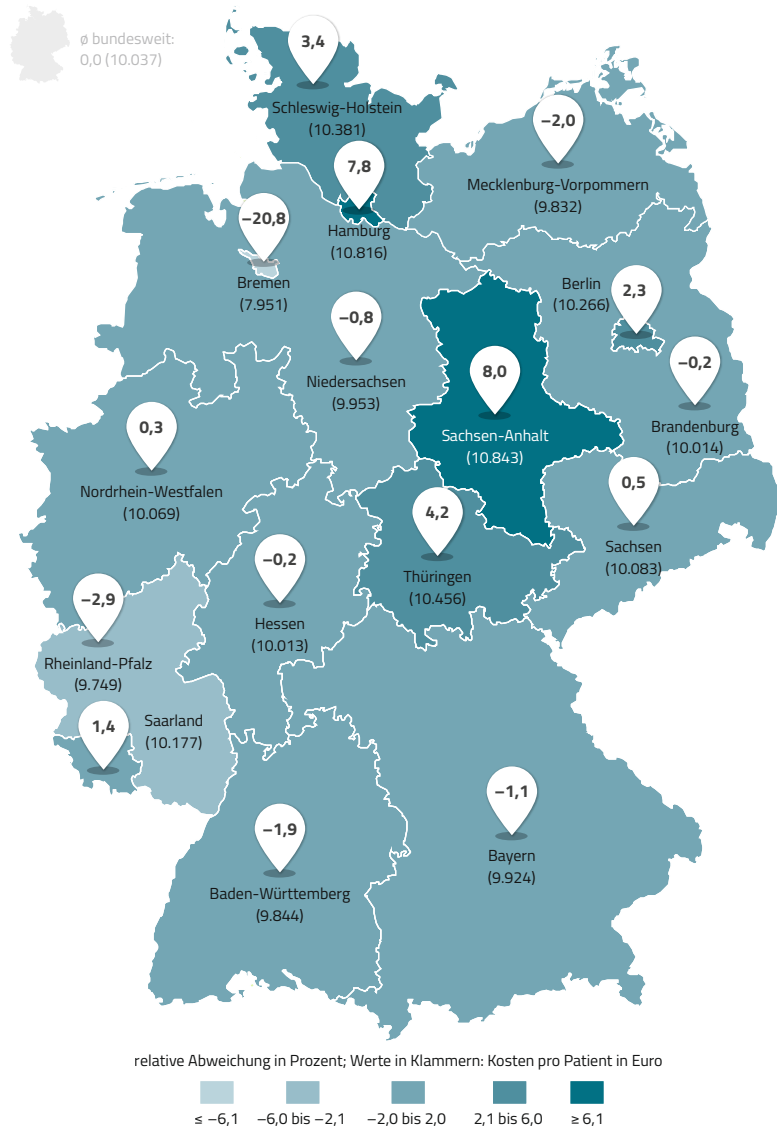 ø bundesweit:
0,0 (10.037)
3,4
Schleswig-Holstein
(10.381)
–2,0
Mecklenburg-Vorpommern
(9.832)
7,8
Hamburg
(10.816)
–20,8
Bremen
(7.951)
Berlin
(10.266)
2,3
–0,8
Niedersachsen
(9.953)
–0,2
Brandenburg
(10.014)
8,0
Sachsen-Anhalt
(10.843)
0,3
Nordrhein-Westfalen
(10.069)
0,5
Sachsen
(10.083)
4,2
Thüringen
(10.456)
–0,2
Hessen
(10.013)
–2,9
Rheinland-Pfalz
(9.749)
1,4
Saarland
(10.177)
–1,1
Bayern
(9.924)
–1,9
Baden-Württemberg
(9.844)
relative Abweichung in Prozent; Werte in Klammern: Kosten pro Patient in Euro
≤ –6,1 –6,0 bis –2,1 –2,0 bis 2,0 2,1 bis 6,0 ≥ 6,1